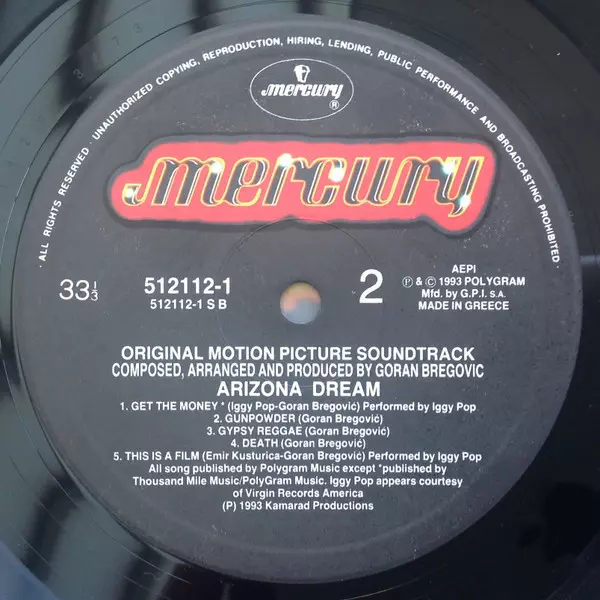 · ALL RIGHTS RESERVED · UNAUTHORIZED COPYING, REPRODUCTION, HIRING, LENDING, PUBLIC PERFORMANCE AND BROADCASTING PROHIBITED ·
mercury
®
mercury
33 1/3
512112-1
512112-1 S B
2
AEPI
℗ & © 1993 POLYGRAM
Mfd. by G.P.I. S.A.
MADE IN GREECE
ORIGINAL MOTION PICTURE SOUNDTRACK
COMPOSED, ARRANGED AND PRODUCED BY GORAN BREGOVIC
ARIZONA DREAM
1. GET THE MONEY * (Iggy Pop-Goran Bregović) Performed by Iggy Pop
2. GUNPOWDER (Goran Bregović)
3. GYPSY REGGAE (Goran Bregović)
4. DEATH (Goran Bregović)
5. THIS IS A FILM (Emir Kusturica-Goran Bregović) Performed by Iggy Pop
All song published by Polygram Music except *published by
Thousand Mile Music/PolyGram Music. Iggy Pop appears courtesy
of Virgin Records America
(P) 1993 Kamarad Productions